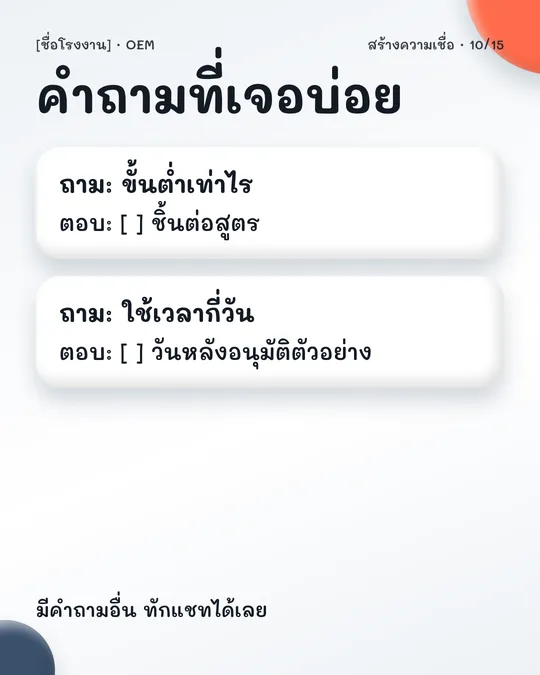 [ชื่อโรงงาน] · OEM
สร้างความเชื่อ · 10/15
คำถามที่เจอบ่อย
ถาม: ขั้นต่ำเท่าไร
ตอบ: [ ] ชิ้นต่อสูตร
ถาม: ใช้เวลากี่วัน
ตอบ: [ ] วันหลังอนุมัติตัวอย่าง
มีคำถามอื่น ทักแชทได้เลย